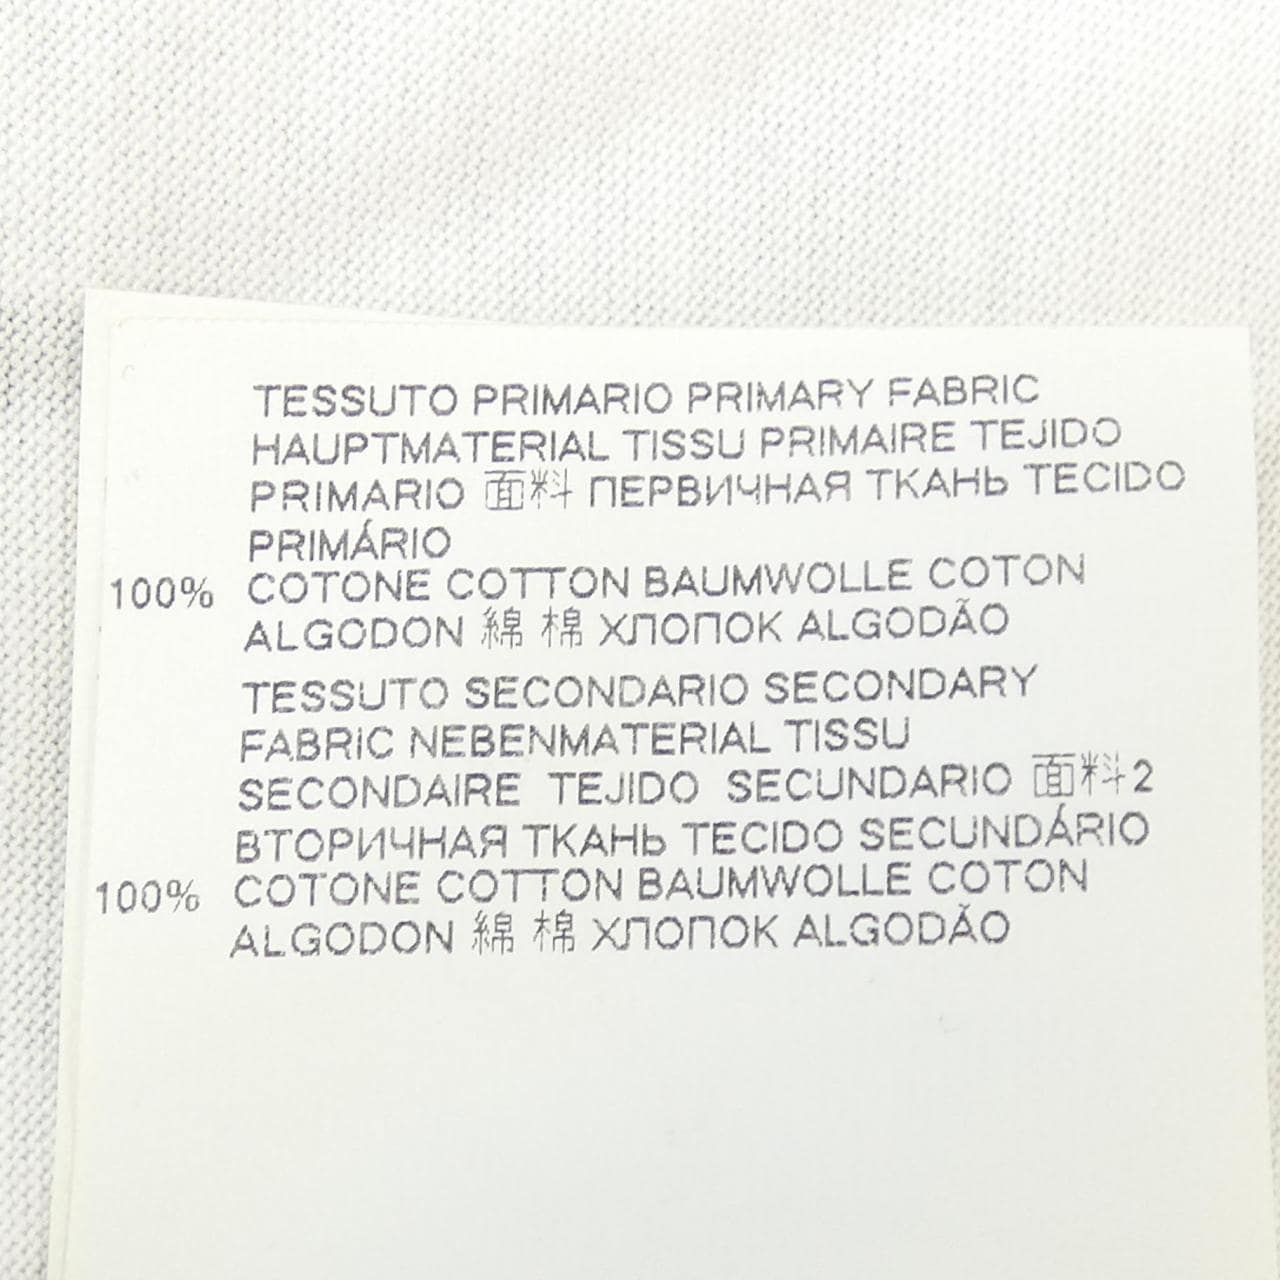 TESSUTO PRIMARIO PRIMARY FABRIC
HAUPTMATERIAL TISSU PRIMAIRE TEJIDO
PRIMARIO 面料 ПЕРВИЧНАЯ ТКАНЬ TECIDO
PRIMÁRIO
100% COTONE COTTON BAUMWOLLE COTON
ALGODON 綿 棉 ХЛОПОК ALGODÃO
TESSUTO SECONDARIO SECONDARY
FABRIC NEBENMATERIAL TISSU
SECONDAIRE TEJIDO SECUNDARIO 面料2
ВТОРИЧНАЯ ТКАНЬ TECIDO SECUNDÁRIO
100% COTONE COTTON BAUMWOLLE COTON
ALGODON 綿 棉 ХЛОПОК ALGODÃO